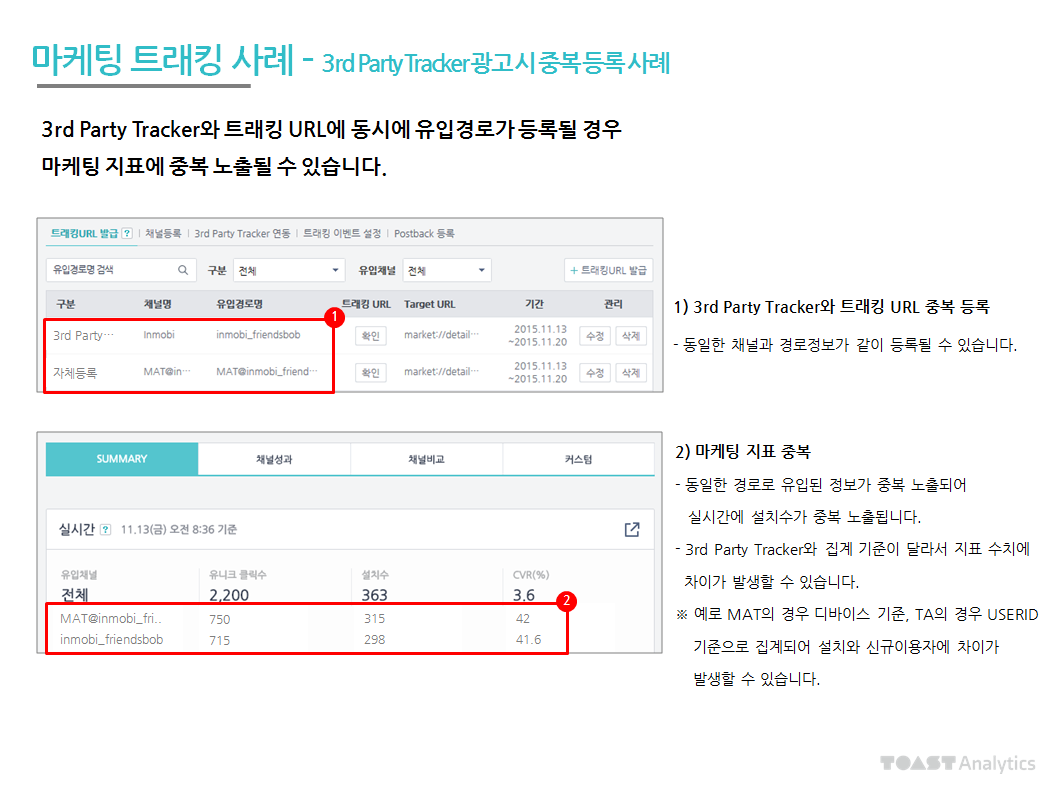 마케팅 트래킹 사례 - 3rd Party Tracker 광고시 중복 등록 사례
3rd Party Tracker와 트래킹 URL에 동시에 유입경로가 등록될 경우
마케팅 지표에 중복 노출될 수 있습니다.
트래킹URL 발급 ? | 채널등록 | 3rd Party Tracker 연동 | 트래킹 이벤트 설정 | Postback 등록
유입경로명 검색 구분 전체 유입채널 전체 + 트래킹URL 발급
구분 채널명 유입경로명 트래킹 URL Target URL 기간 관리
1
3rd Party… Inmobi inmobi_friendsbob 확인 market://detail… 2015.11.13 ~2015.11.20 수정 삭제
자체등록 MAT@in… MAT@inmobi_friend… 확인 market://detail… 2015.11.13 ~2015.11.20 수정 삭제
1) 3rd Party Tracker와 트래킹 URL 중복 등록
- 동일한 채널과 경로정보가 같이 등록될 수 있습니다.
SUMMARY 채널성과 채널비교 커스텀
실시간 ? 11.13(금) 오전 8:36 기준
유입채널 유니크 클릭수 설치수 CVR(%)
전체 2,200 363 3.6
2
MAT@inmobi_fri.. 750 315 42
inmobi_friendsbob 715 298 41.6
2) 마케팅 지표 중복
- 동일한 경로로 유입된 정보가 중복 노출되어
실시간에 설치수가 중복 노출됩니다.
- 3rd Party Tracker와 집계 기준이 달라서 지표 수치에
차이가 발생할 수 있습니다.
※ 예로 MAT의 경우 디바이스 기준, TA의 경우 USERID
기준으로 집계되어 설치와 신규이용자에 차이가
발생할 수 있습니다.
TOAST Analytics